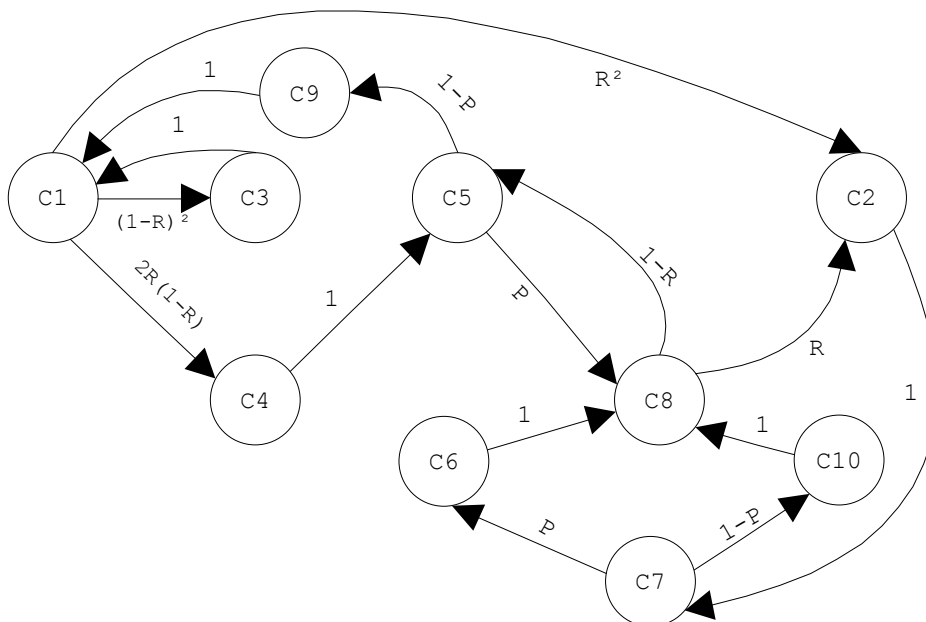 R²
1
C9
1-P
1
C1
C3
C5
C2
(1-R)²
1-R
2R(1-R)
1
P
R
C4
C8
1
1
1
C6
C10
P
1-P
C7